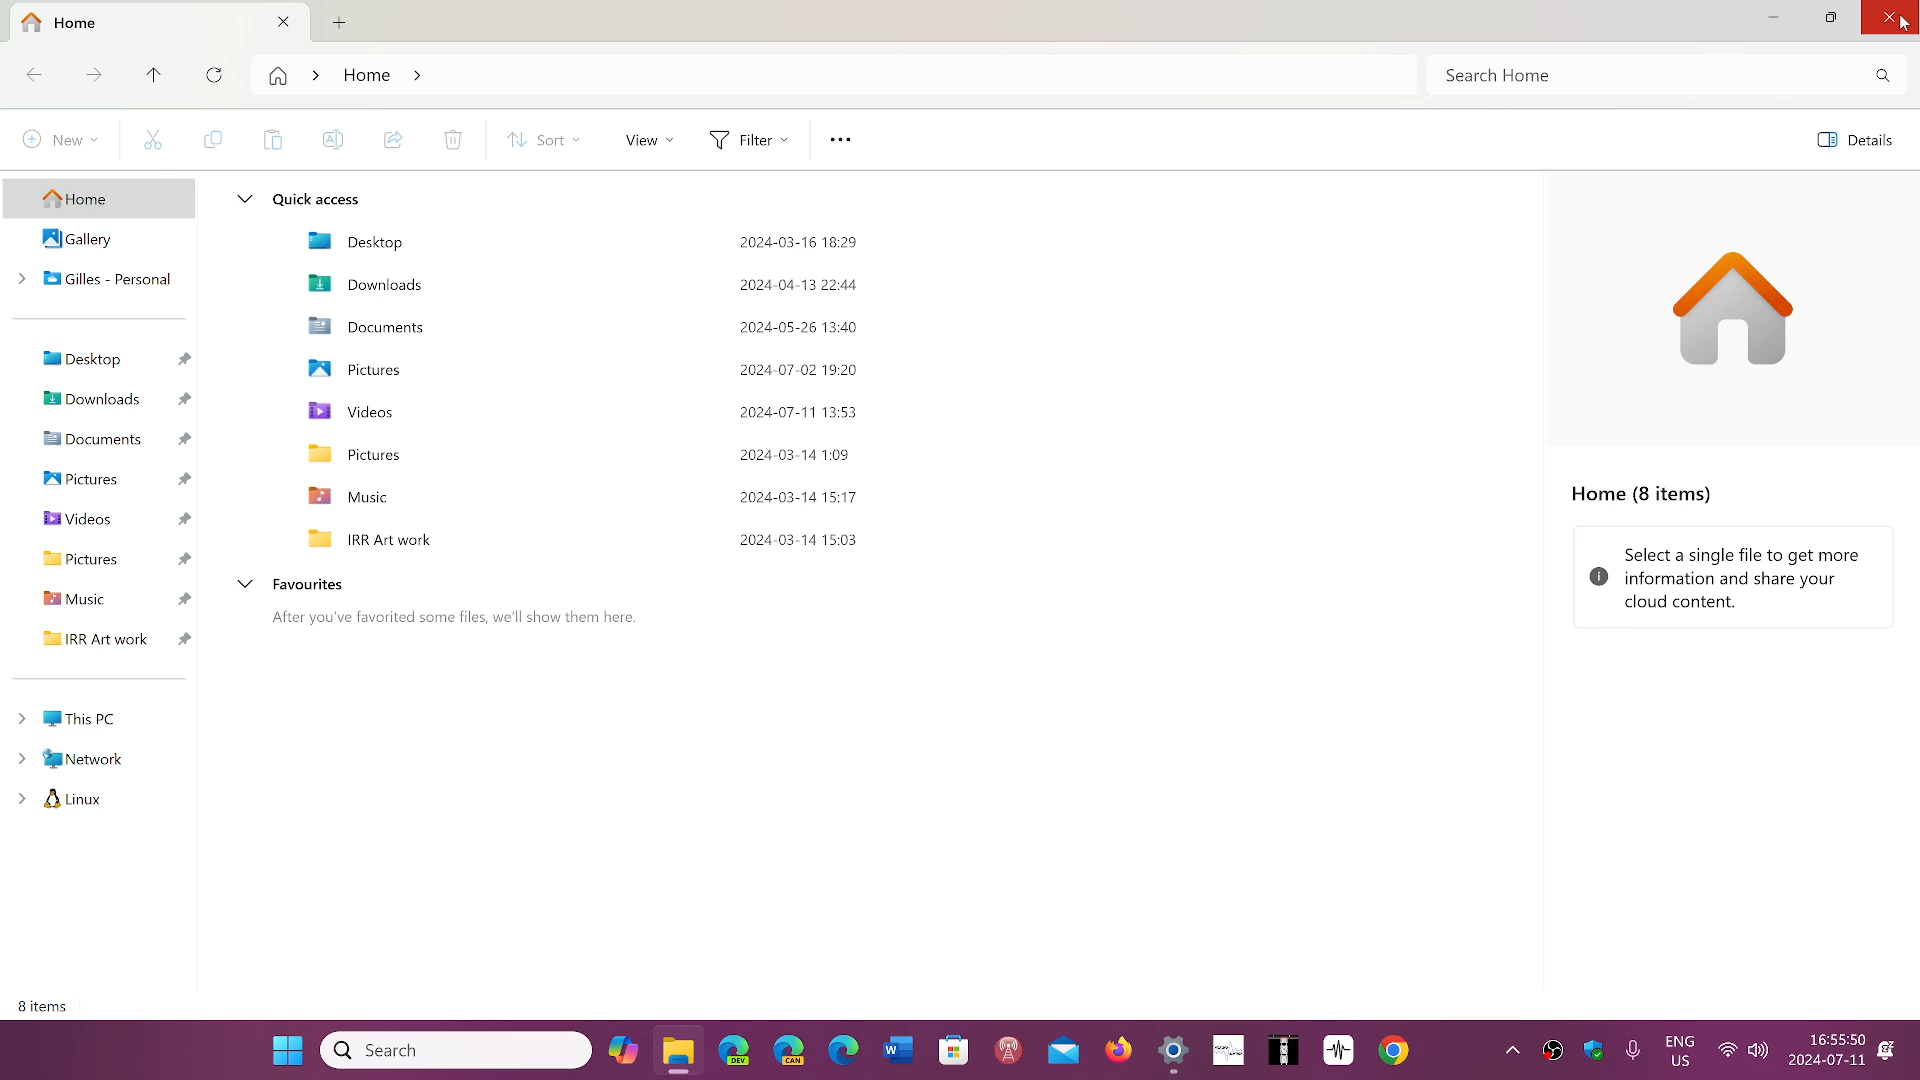 Home
Home
Search Home
New
Sort
View
Filter
Details
Home
Gallery
Gilles - Personal
Desktop
Downloads
Documents
Pictures
Videos
Pictures
Music
IRR Art work
This PC
Network
Linux
Quick access
Desktop 2024-03-16 18:29
Downloads 2024-04-13 22:44
Documents 2024-05-26 13:40
Pictures 2024-07-02 19:20
Videos 2024-07-11 13:53
Pictures 2024-03-14 1:09
Music 2024-03-14 15:17
IRR Art work 2024-03-14 15:03
Favourites
After you've favorited some files, we'll show them here.
Home (8 items)
Select a single file to get more
information and share your
cloud content.
8 items
Search
DEV
CAN
W
ENG
US
16:55:50
2024-07-11